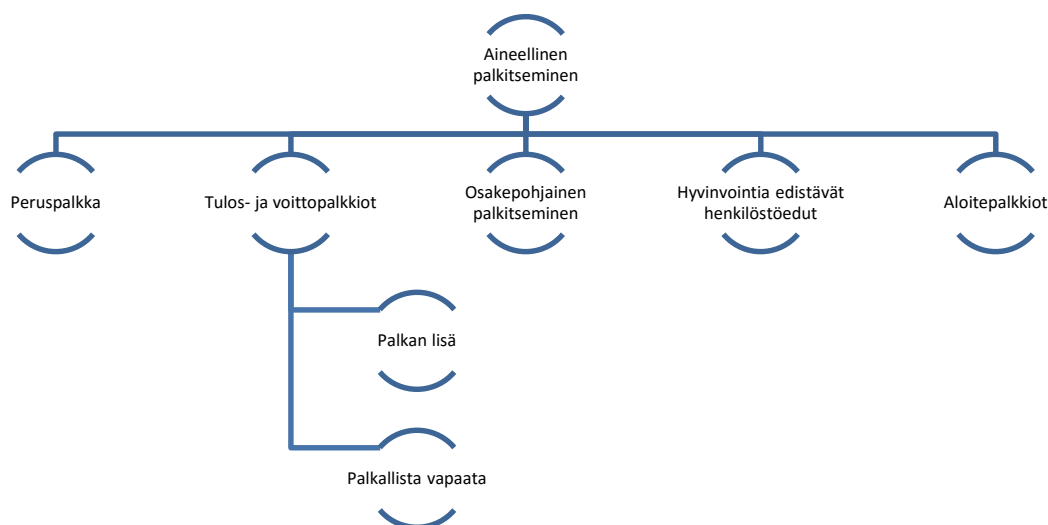 Aineellinen
palkitseminen
Peruspalkka
Tulos- ja voittopalkkiot
Osakepohjainen
palkitseminen
Hyvinvointia edistävät
henkilöstöedut
Aloitepalkkiot
Palkan lisä
Palkallista vapaata